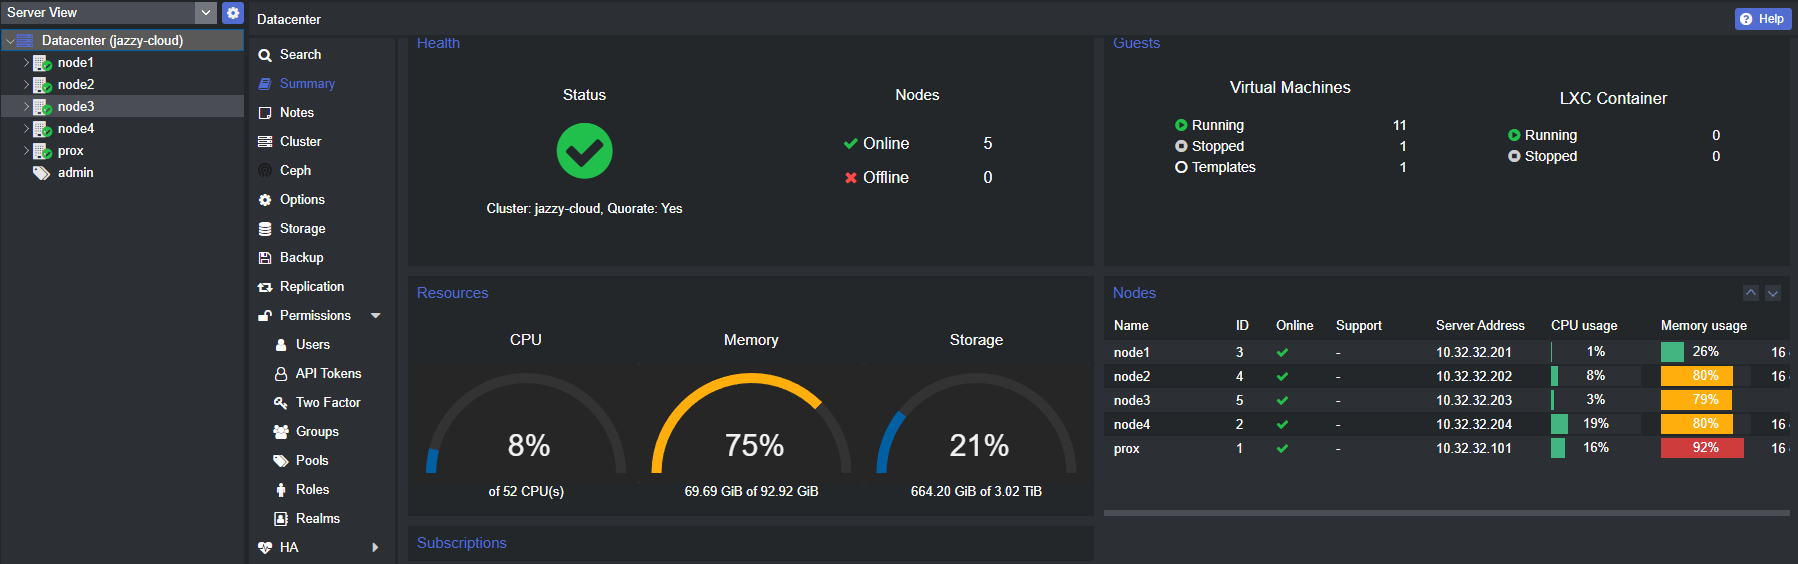 Server View
Datacenter
Help
Datacenter (jazzy-cloud)
node1
node2
node3
node4
prox
admin
Search
Summary
Notes
Cluster
Ceph
Options
Storage
Backup
Replication
Permissions
Users
API Tokens
Two Factor
Groups
Pools
Roles
Realms
HA
Health
Status
Nodes
Online 5
Offline 0
Cluster: jazzy-cloud, Quorate: Yes
Guests
Virtual Machines
Running 11
Stopped 1
Templates 1
LXC Container
Running 0
Stopped 0
Resources
CPU
8%
of 52 CPU(s)
Memory
75%
69.69 GiB of 92.92 GiB
Storage
21%
664.20 GiB of 3.02 TiB
Nodes
Name ID Online Support Server Address CPU usage Memory usage
node1 3 - 10.32.32.201 1% 26% 16
node2 4 - 10.32.32.202 8% 80% 16
node3 5 - 10.32.32.203 3% 79%
node4 2 - 10.32.32.204 19% 80% 16
prox 1 - 10.32.32.101 16% 92% 16
Subscriptions